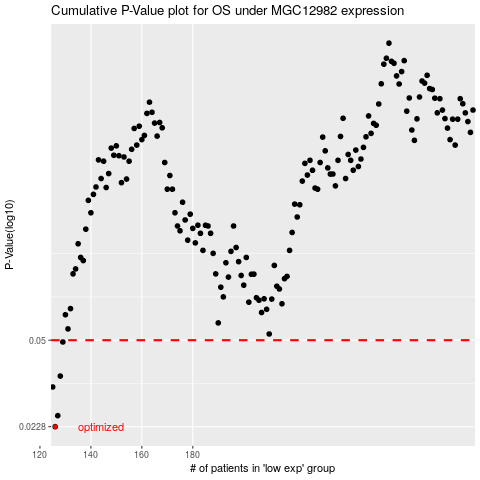 Cumulative P-Value plot for OS under MGC12982 expression
P-Value(log10)
0.05
0.0228
optimized
120 140 160 180
# of patients in 'low exp' group